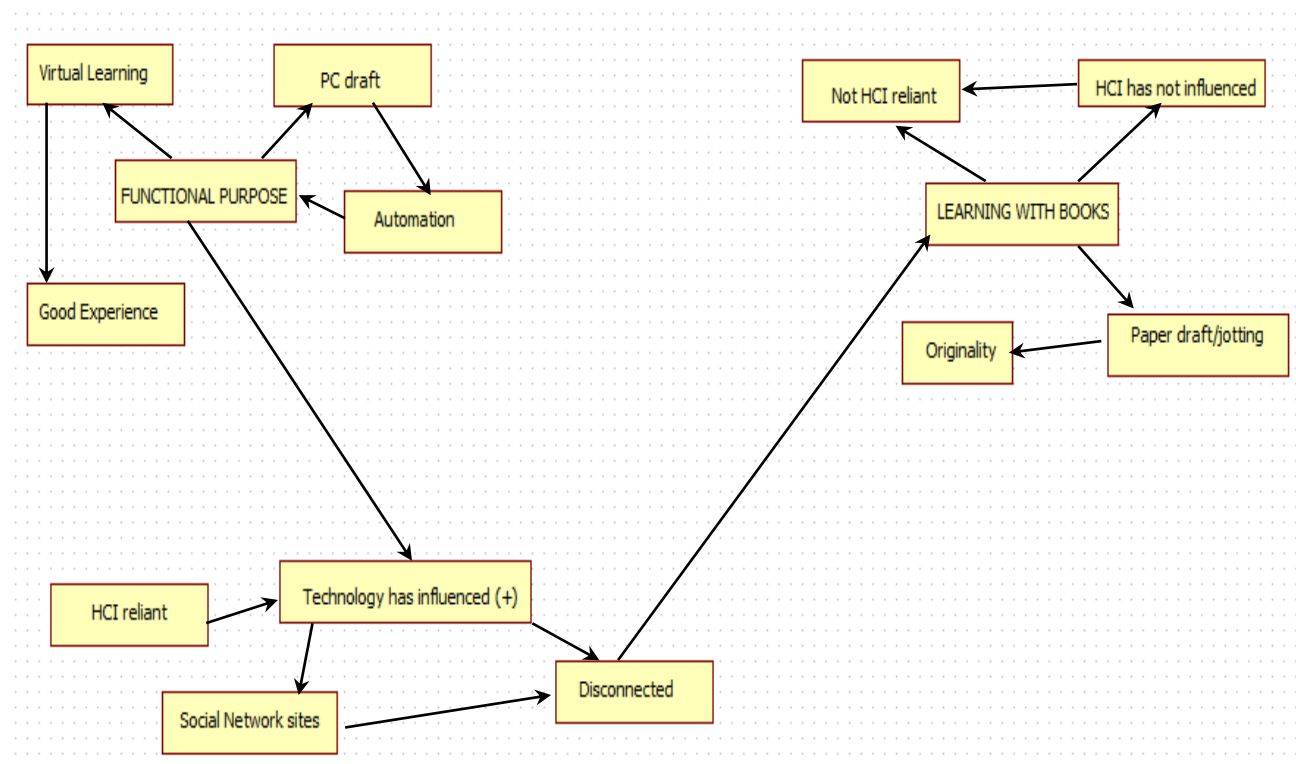 Virtual Learning
PC draft
Not HCI reliant
HCI has not influenced
FUNCTIONAL PURPOSE
Automation
LEARNING WITH BOOKS
Good Experience
Originality
Paper draft/jotting
HCI reliant
Technology has influenced (+)
Social Network sites
Disconnected